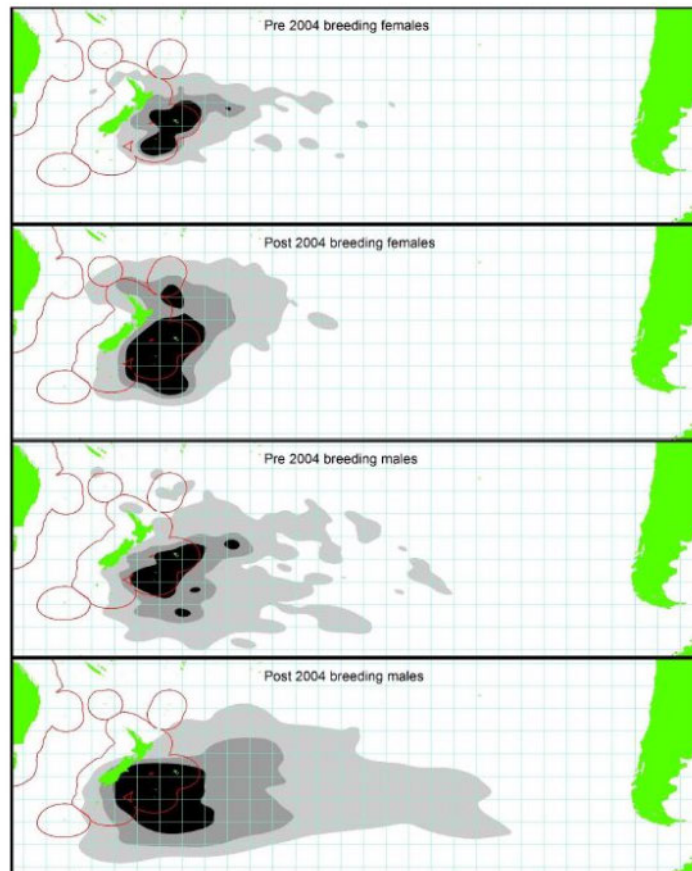 Pre 2004 breeding females
Post 2004 breeding females
Pre 2004 breeding males
Post 2004 breeding males